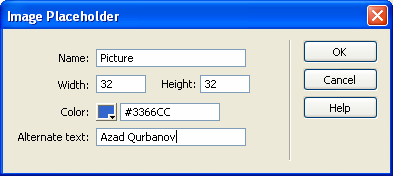 Image Placeholder
Name: Picture
OK
Width: 32 Height: 32
Cancel
Color: #3366CC
Help
Alternate text: Azad Qurbanov